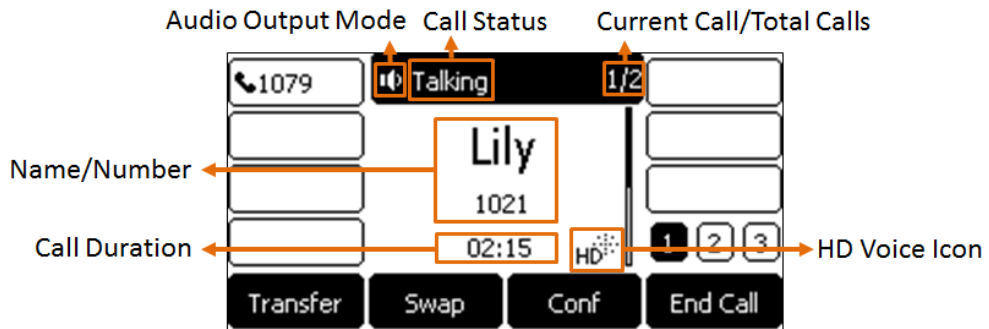 Audio Output Mode Call Status Current Call/Total Calls
1079 Talking 1/2
Lily
Name/Number
1021
Call Duration 02:15 HD 1 2 3 HD Voice Icon
Transfer Swap Conf End Call